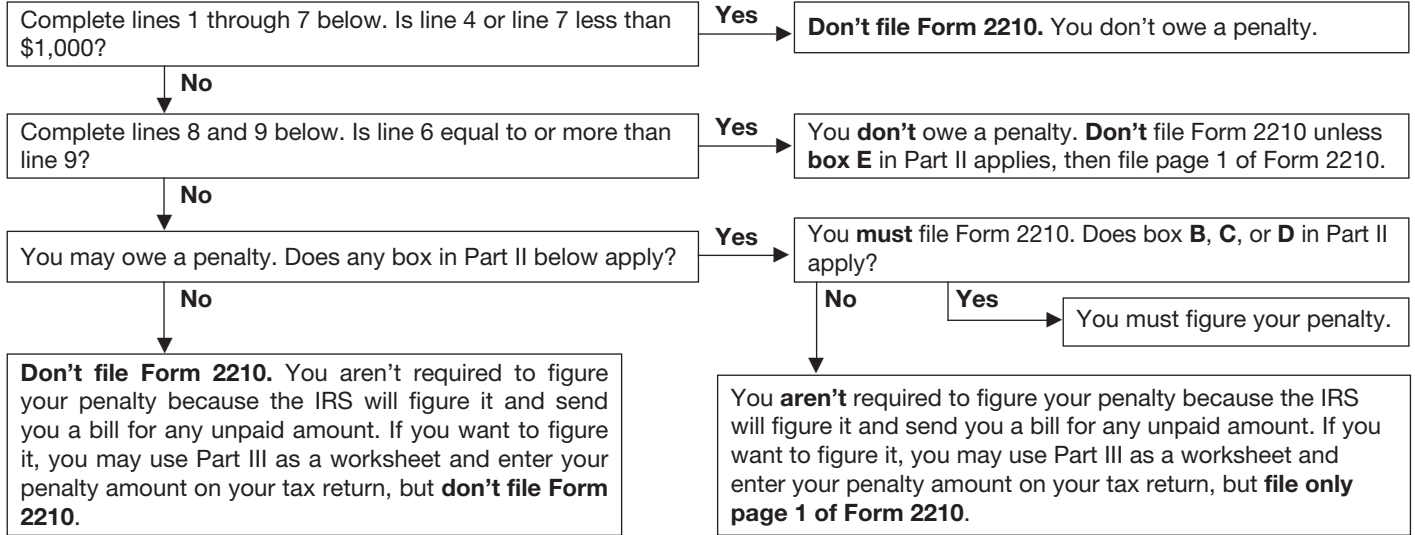 Complete lines 1 through 7 below. Is line 4 or line 7 less than
$1,000?
Yes
Don't file Form 2210. You don't owe a penalty.
No
Complete lines 8 and 9 below. Is line 6 equal to or more than
line 9?
Yes
You don't owe a penalty. Don't file Form 2210 unless
box E in Part II applies, then file page 1 of Form 2210.
No
You may owe a penalty. Does any box in Part II below apply?
Yes
You must file Form 2210. Does box B, C, or D in Part II
apply?
No
Yes
You must figure your penalty.
No
Don't file Form 2210. You aren't required to figure
your penalty because the IRS will figure it and send
you a bill for any unpaid amount. If you want to figure
it, you may use Part III as a worksheet and enter your
penalty amount on your tax return, but don't file Form
2210.
You aren't required to figure your penalty because the IRS
will figure it and send you a bill for any unpaid amount. If you
want to figure it, you may use Part III as a worksheet and
enter your penalty amount on your tax return, but file only
page 1 of Form 2210.